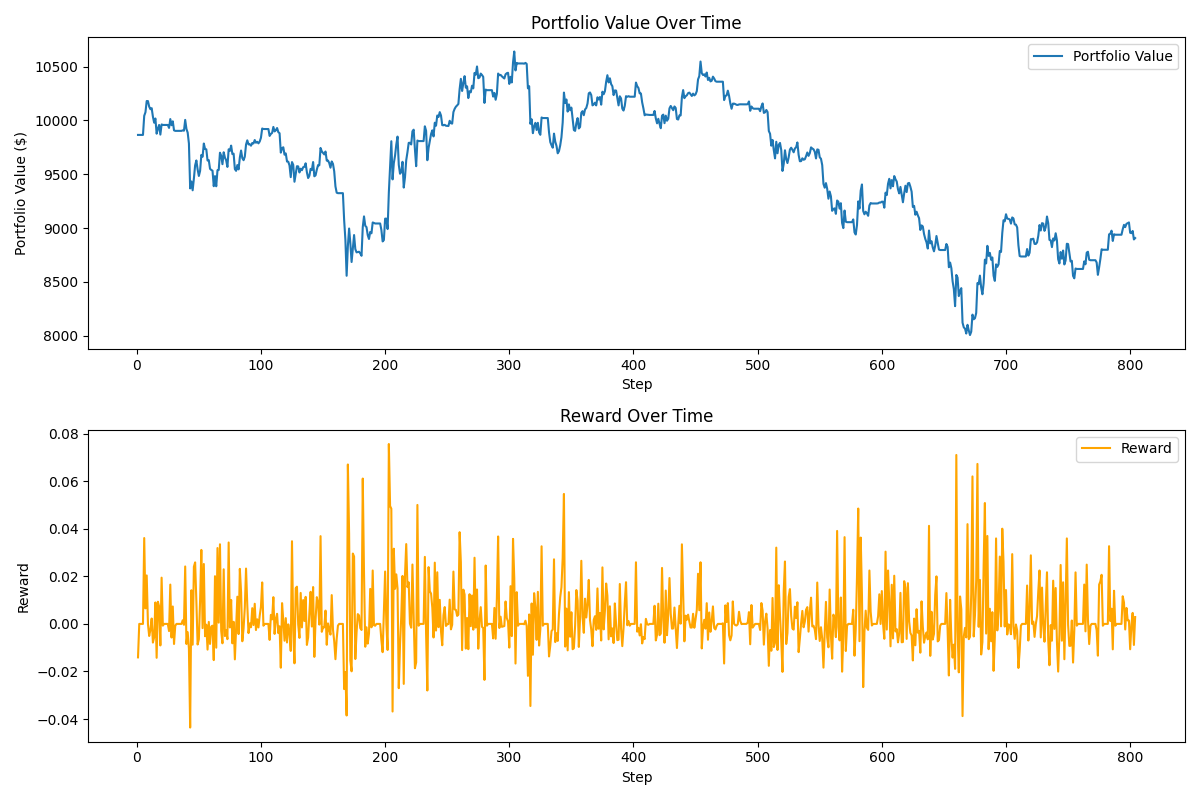 Portfolio Value Over Time
Portfolio Value
Portfolio Value ($)
10500
10000
9500
9000
8500
8000
0 100 200 300 400 500 600 700 800
Step
Reward Over Time
Reward
Reward
0.08
0.06
0.04
0.02
0.00
−0.02
−0.04
0 100 200 300 400 500 600 700 800
Step